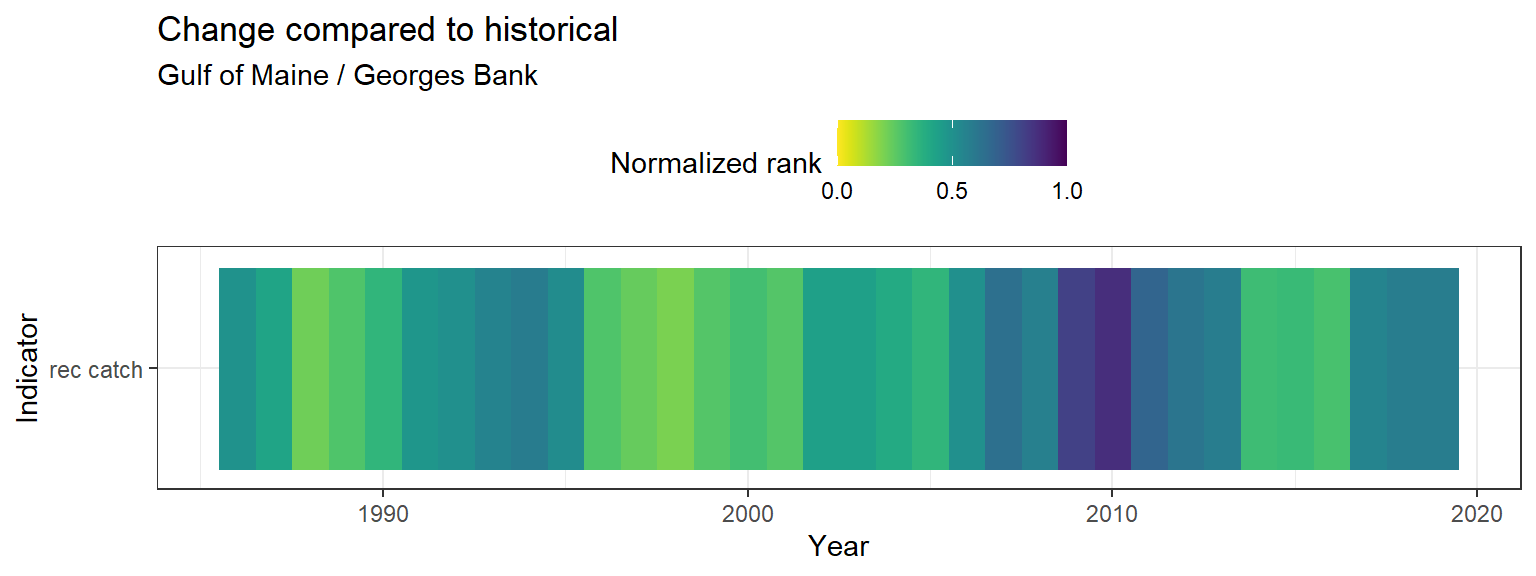 Change compared to historical
Gulf of Maine / Georges Bank
Normalized rank
0.0 0.5 1.0
Indicator
rec catch
1990 2000 2010 2020
Year